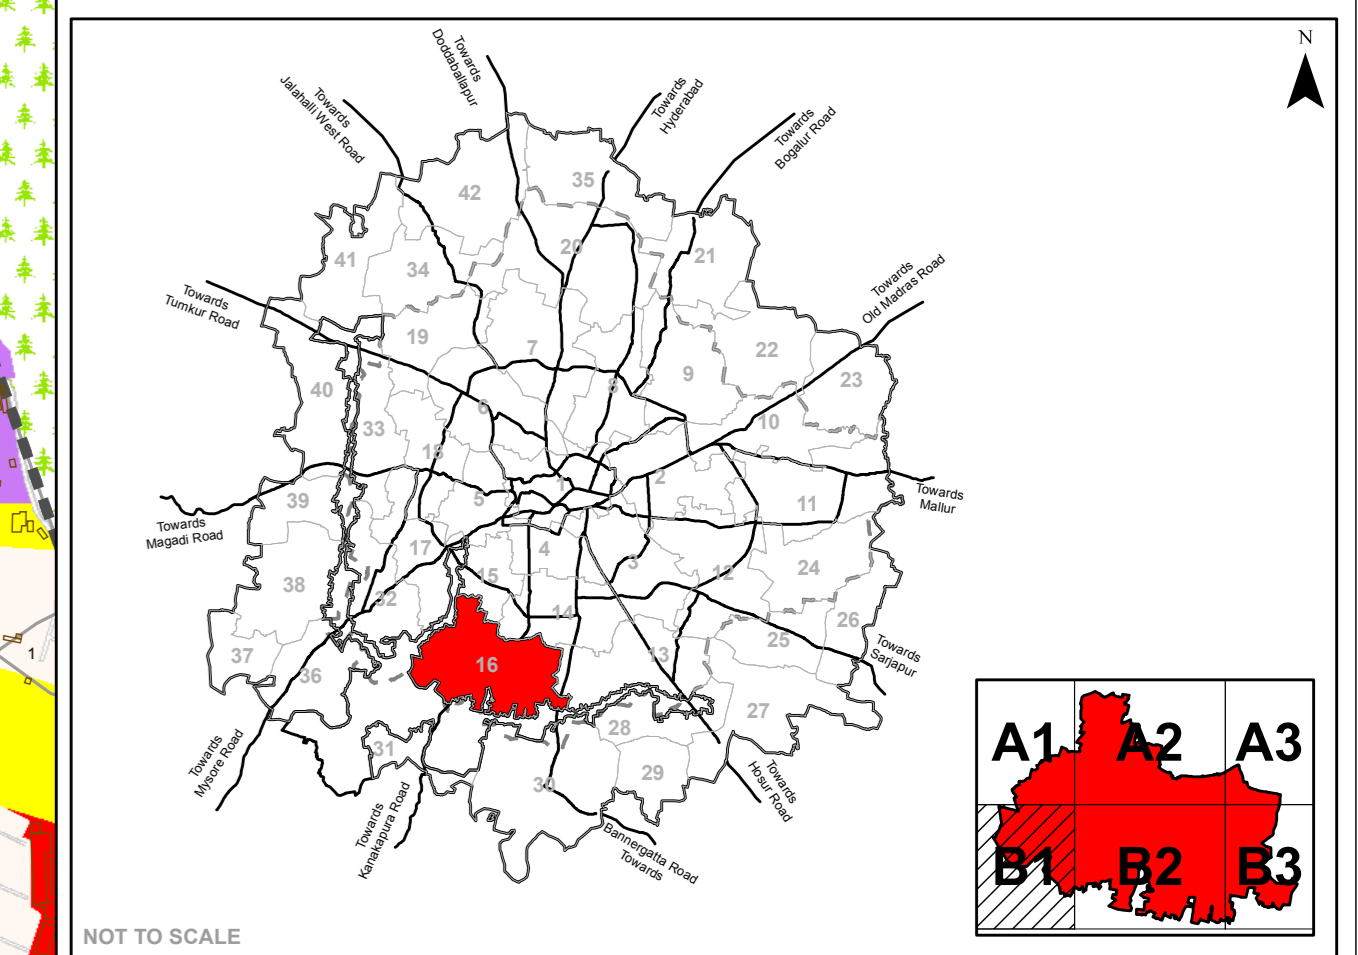 N
Towards
Doddaballapur
Towards
Jalahalli West Road
Towards
Hyderabad
Towards
Bogalur Road
42
35
20
21
41
34
Towards
Old Madras Road
Towards
Tumkur Road
19
7
22
9
8
23
40
6
10
33
18
39
5
1
2
11
Towards
Mallur
Towards
Magadi Road
17
4
15
3
12
24
38
32
14
26
25
37
36
16
13
Towards
Sarjapur
1
27
28
31
29
30
Towards
Mysore Road
Towards
Kanakapura Road
Towards
Hosur Road
Bannergatta Road
Towards
A1
A2
A3
B1
B2
B3
NOT TO SCALE